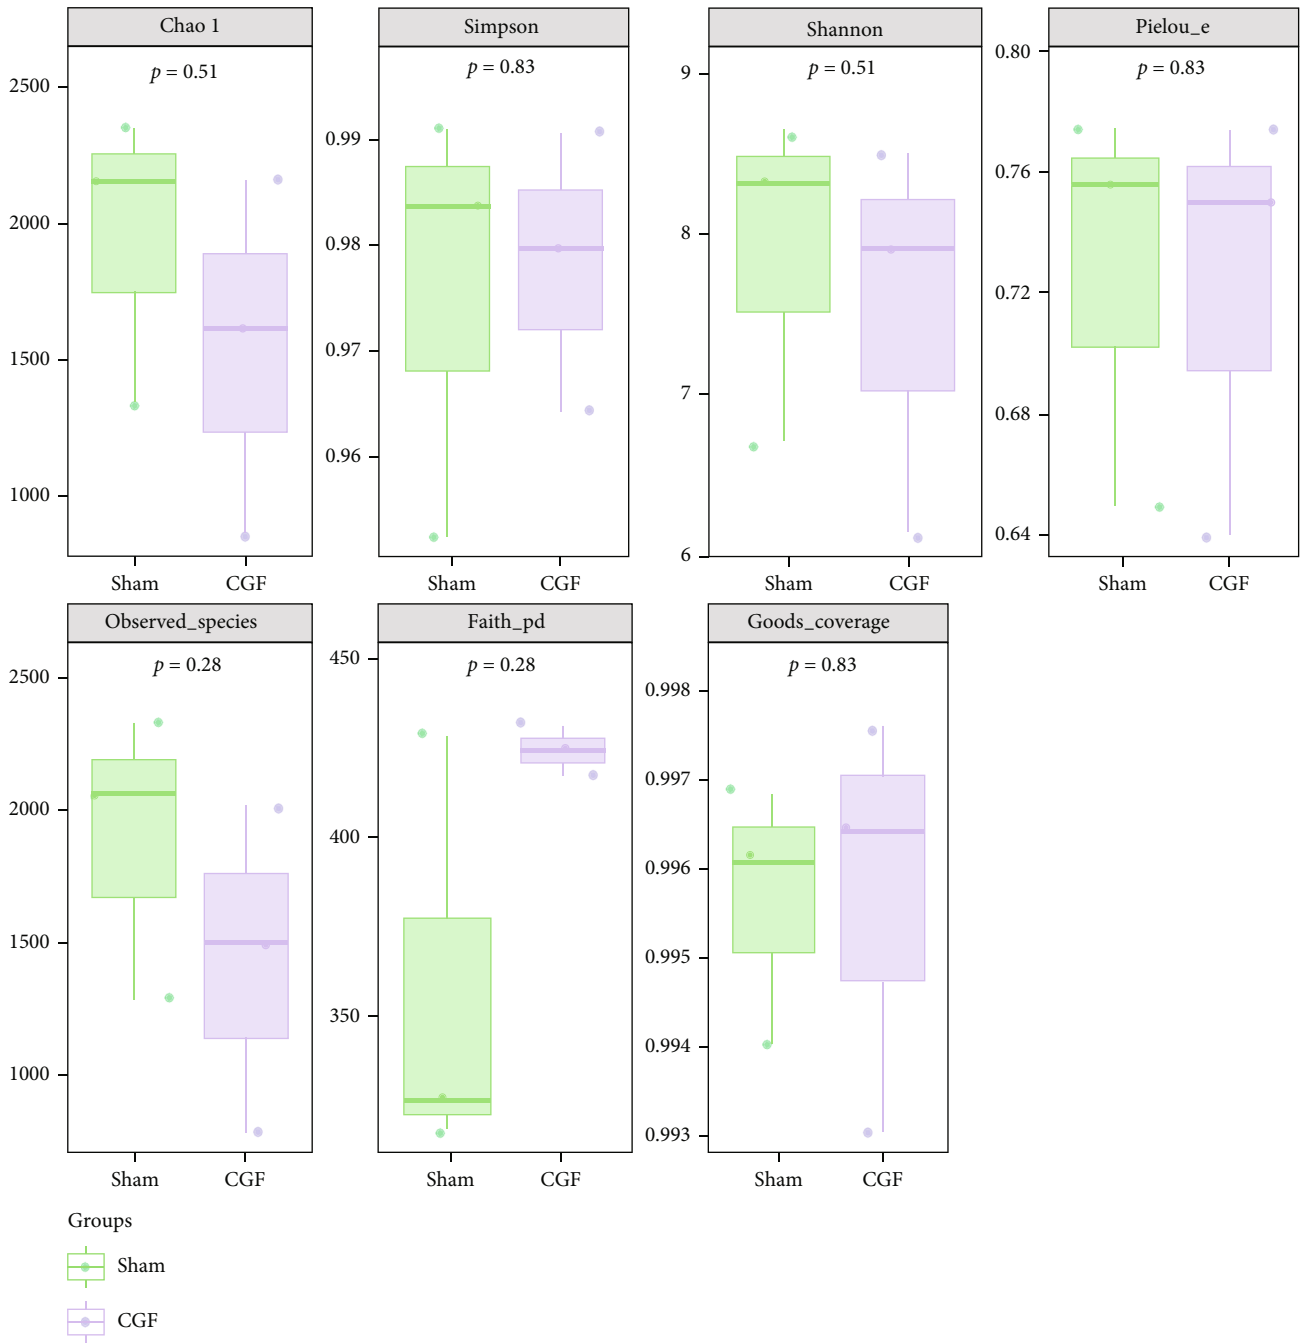 Chao 1
p = 0.51
2500
2000
1500
1000
Sham CGF
Simpson
p = 0.83
0.99
0.98
0.97
0.96
Sham CGF
Shannon
p = 0.51
9
8
7
6
Sham CGF
Pielou_e
p = 0.83
0.80
0.76
0.72
0.68
0.64
Sham CGF
Observed_species
p = 0.28
2500
2000
1500
1000
Sham CGF
Faith_pd
p = 0.28
450
400
350
Sham CGF
Goods_coverage
p = 0.83
0.998
0.997
0.996
0.995
0.994
0.993
Sham CGF
Groups
Sham
CGF